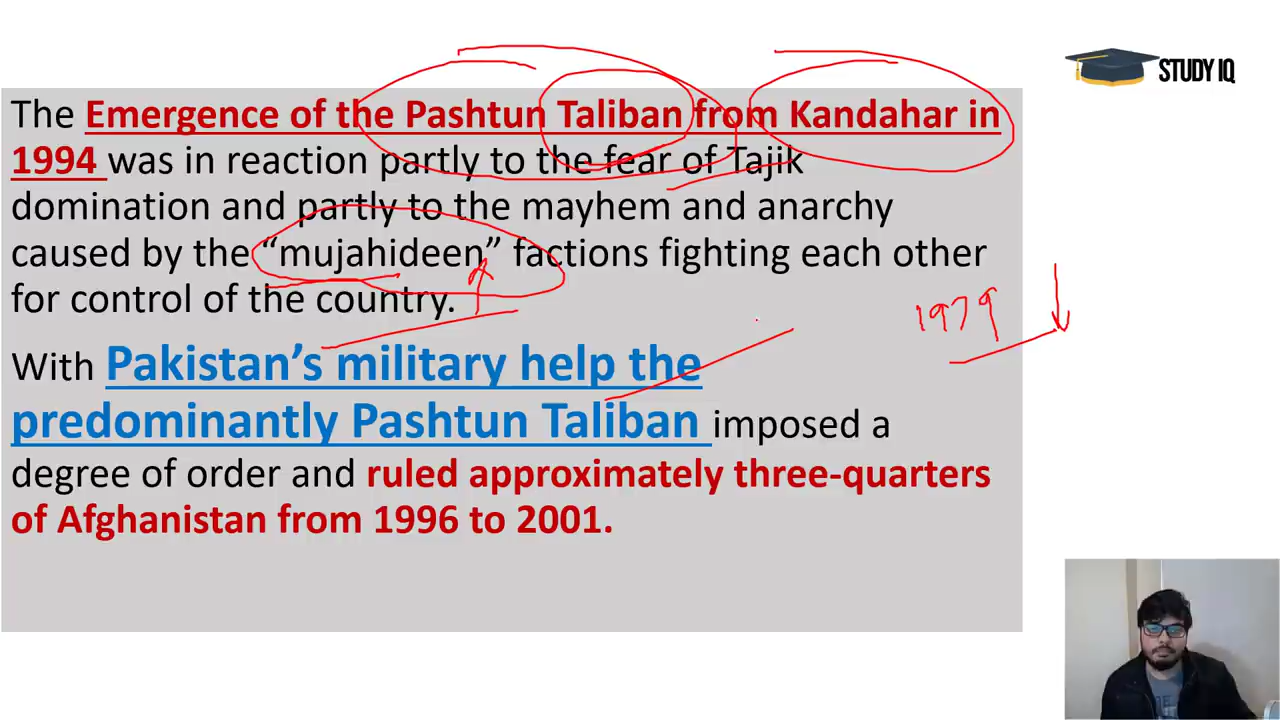 STUDY IQ
The Emergence of the Pashtun Taliban from Kandahar in
1994 was in reaction partly to the fear of Tajik
domination and partly to the mayhem and anarchy
caused by the “mujahideen” factions fighting each other
for control of the country.
1979
With Pakistan’s military help the
predominantly Pashtun Taliban imposed a
degree of order and ruled approximately three-quarters
of Afghanistan from 1996 to 2001.